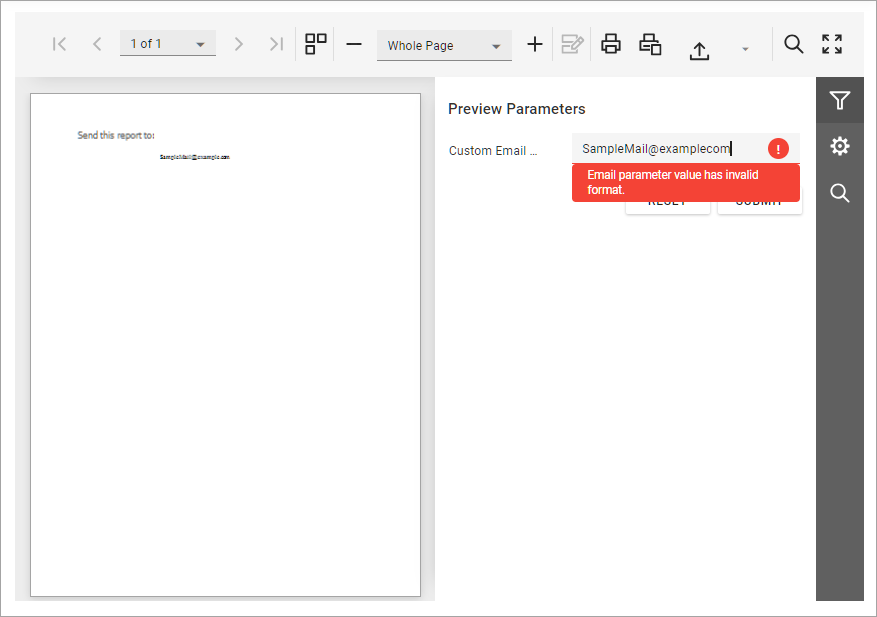 1 of 1
Whole Page
Send this report to:
SampleMail@example.com
Preview Parameters
Custom Email ...
SampleMail@examplecom
!
Email parameter value has invalid
format.
RESET SUBMIT